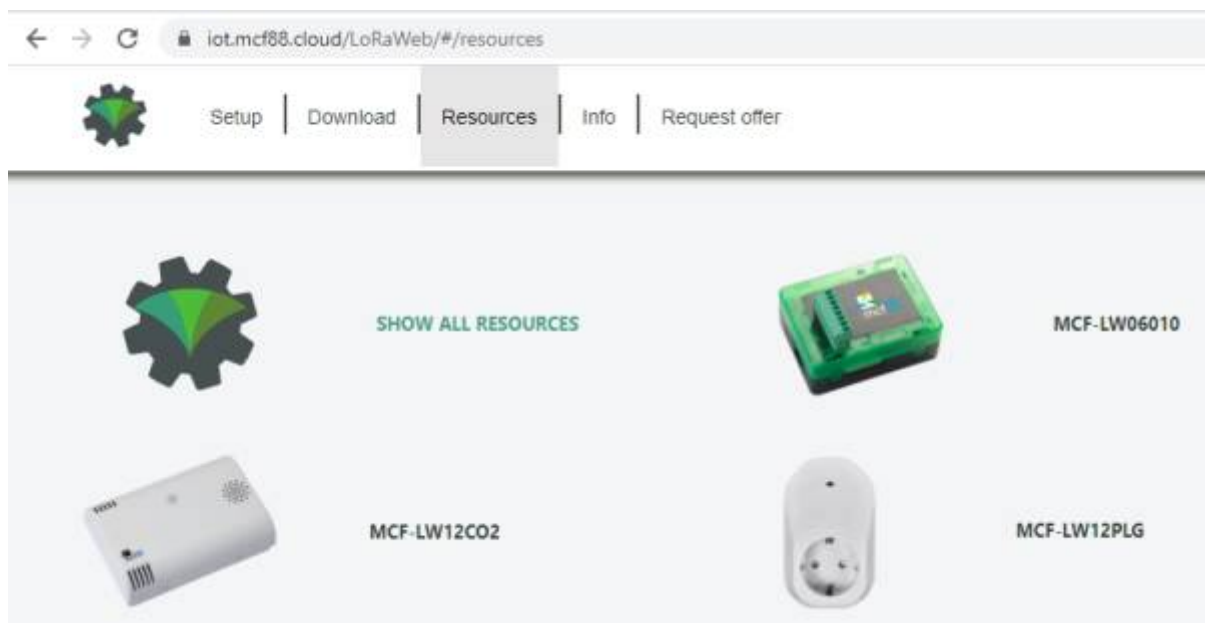 iot.mcf88.cloud/LoRaWeb/#/resources
Setup Download Resources Info Request offer
SHOW ALL RESOURCES
MCF-LW06010
MCF-LW12CO2
MCF-LW12PLG